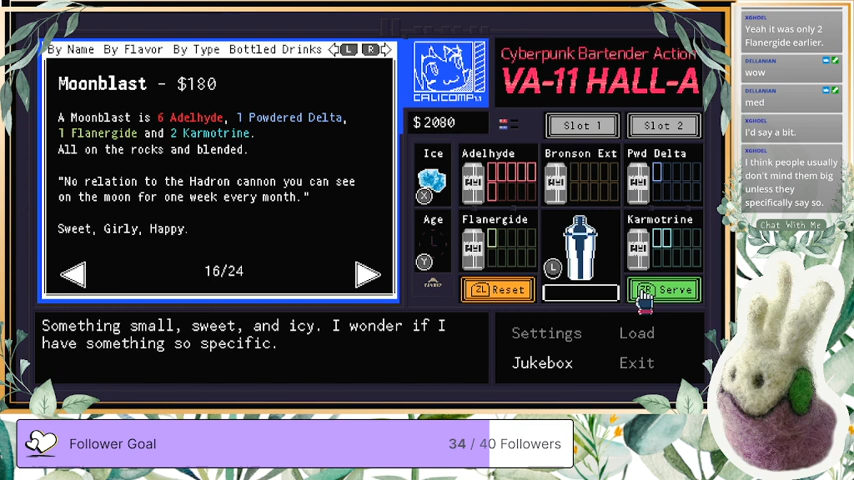 By Name By Flavor By Type Bottled Drinks L R
Moonblast - $180
A Moonblast is 6 Adelhyde, 1 Powdered Delta,
1 Flanergide and 2 Karmotrine.
All on the rocks and blended.
"No relation to the Hadron cannon you can see
on the moon for one week every month."
Sweet, Girly, Happy.
16/24
CALICOMP
Cyberpunk Bartender Action
VA-11 HALL-A
$ 2080
Slot 1 Slot 2
Ice Adelhyde Bronson Ext Pwd Delta
X
Age Flanergide Karmotrine
Y L
ZL Reset
ZR Serve
Something small, sweet, and icy. I wonder if I
have something so specific.
Settings Load
Jukebox Exit
XGHOEL
Yeah it was only 2
Flanergide earlier.
DELLANIAN
wow
DELLANIAN
med
XGHOEL
I'd say a bit.
XGHOEL
I think people usually
don't mind them big
unless they
specifically say so.
Chat With Me
Follower Goal 34 / 40 Followers